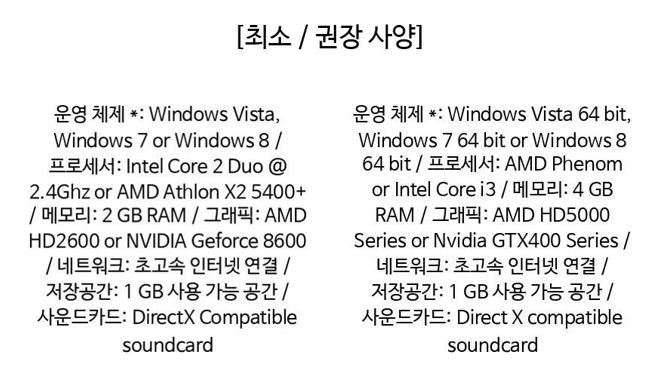 [최소 / 권장 사양]
운영 체제 *: Windows Vista,
Windows 7 or Windows 8 /
프로세서: Intel Core 2 Duo @
2.4Ghz or AMD Athlon X2 5400+
/ 메모리: 2 GB RAM / 그래픽: AMD
HD2600 or NVIDIA Geforce 8600
/ 네트워크: 초고속 인터넷 연결 /
저장공간: 1 GB 사용 가능 공간 /
사운드카드: DirectX Compatible
soundcard
운영 체제 *: Windows Vista 64 bit,
Windows 7 64 bit or Windows 8
64 bit / 프로세서: AMD Phenom
or Intel Core i3 / 메모리: 4 GB
RAM / 그래픽: AMD HD5000
Series or Nvidia GTX400 Series /
네트워크: 초고속 인터넷 연결 /
저장공간: 1 GB 사용 가능 공간 /
사운드카드: Direct X compatible
soundcard